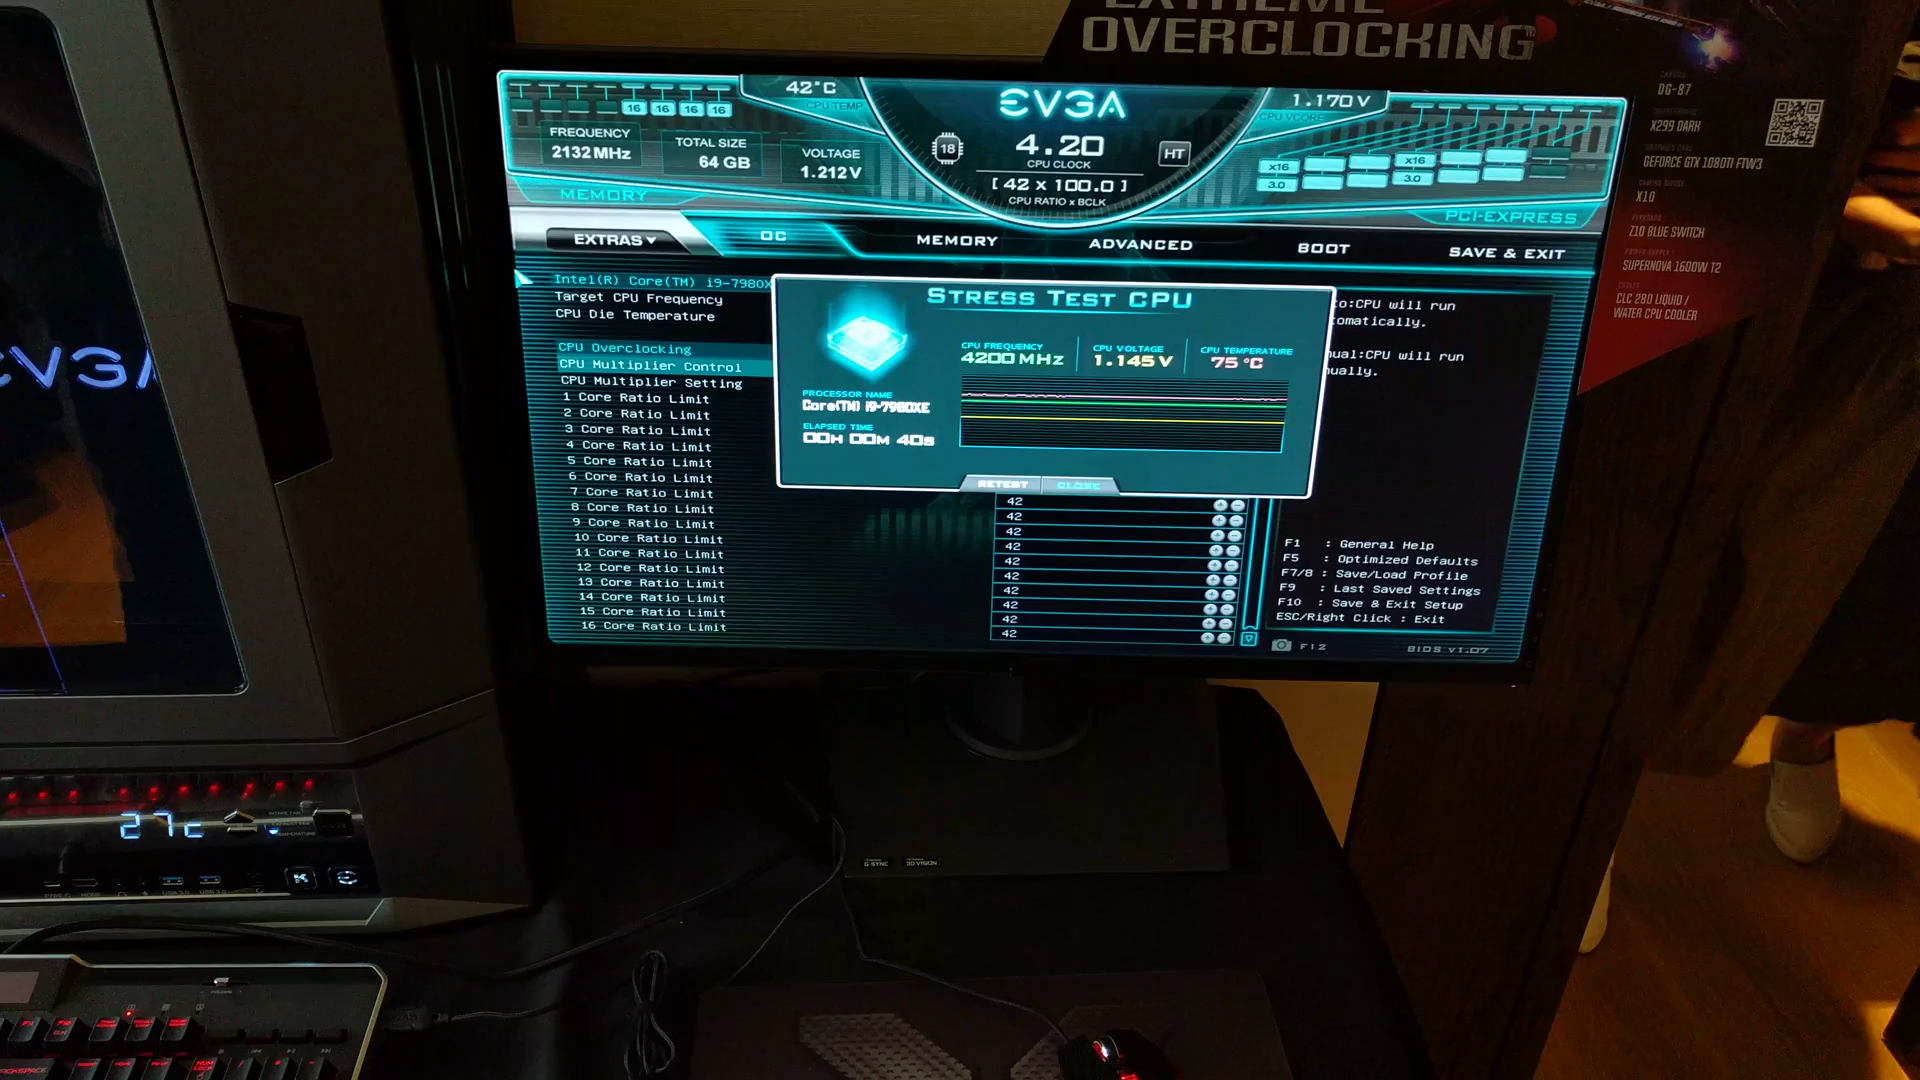 EXTREME
OVERCLOCKING
DG-87
X299 DARK
GEFORCE GTX 1080TI FTW3
X10
Z10 BLUE SWITCH
SUPERNOVA 1600W T2
CLC 280 LIQUID /
WATER CPU COOLER
EVGA
16 16 16 16
42°C
CPU TEMP
FREQUENCY
2132 MHz
TOTAL SIZE
64 GB
VOLTAGE
1.212V
MEMORY
EVGA
18
4.20
CPU CLOCK
HT
[ 42 x 100.0 ]
CPU RATIO x BCLK
1.170 V
CPU VCORE
x16
3.0
x16
3.0
PCI-EXPRESS
EXTRAS
OC
MEMORY
ADVANCED
BOOT
SAVE & EXIT
Intel(R) Core(TM) i9-7980X
Target CPU Frequency
CPU Die Temperature
CPU Overclocking
CPU Multiplier Control
CPU Multiplier Setting
1 Core Ratio Limit
2 Core Ratio Limit
3 Core Ratio Limit
4 Core Ratio Limit
5 Core Ratio Limit
6 Core Ratio Limit
7 Core Ratio Limit
8 Core Ratio Limit
9 Core Ratio Limit
10 Core Ratio Limit
11 Core Ratio Limit
12 Core Ratio Limit
13 Core Ratio Limit
14 Core Ratio Limit
15 Core Ratio Limit
16 Core Ratio Limit
STRESS TEST CPU
CPU FREQUENCY
4200 MHz
CPU VOLTAGE
1.145 V
CPU TEMPERATURE
75 °C
PROCESSOR NAME
Core(TM) i9-7980XE
ELAPSED TIME
00H 00M 40S
RETEST
CLOSE
42
42
42
42
42
42
42
42
42
42
to:CPU will run
tomatically.
nual:CPU will run
nually.
F1 : General Help
F5 : Optimized Defaults
F7/8 : Save/Load Profile
F9 : Last Saved Settings
F10 : Save & Exit Setup
ESC/Right Click : Exit
F12
BIOS v1.07
27c
G-SYNC
3D VISION